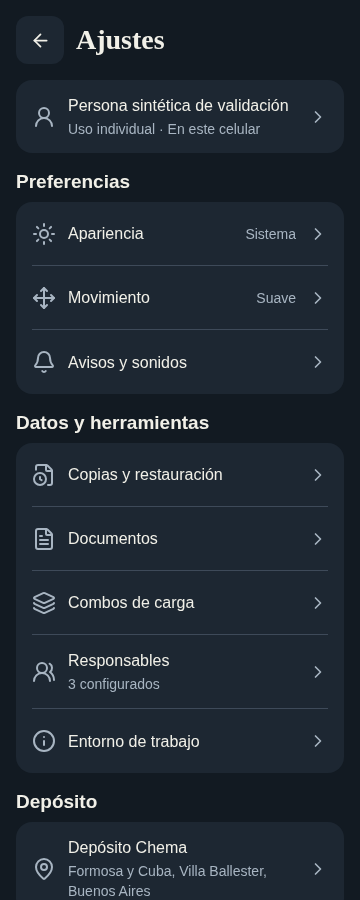 Ajustes
Persona sintética de validación
Uso individual · En este celular
Preferencias
Apariencia
Sistema
Movimiento
Suave
Avisos y sonidos
Datos y herramientas
Copias y restauración
Documentos
Combos de carga
Responsables
3 configurados
Entorno de trabajo
Depósito
Depósito Chema
Formosa y Cuba, Villa Ballester,
Buenos Aires